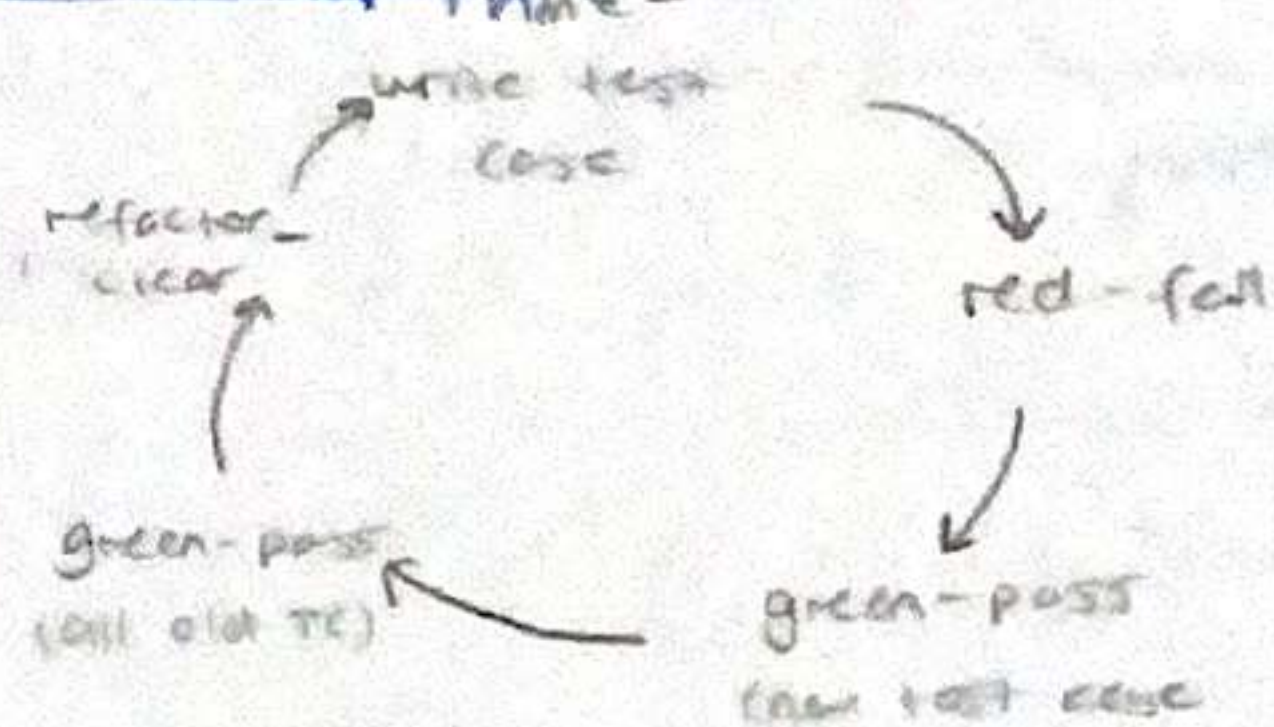 write test
case
red - fail
green - pass
(new test case
green - pass
(all old TC)
refactor -
clear